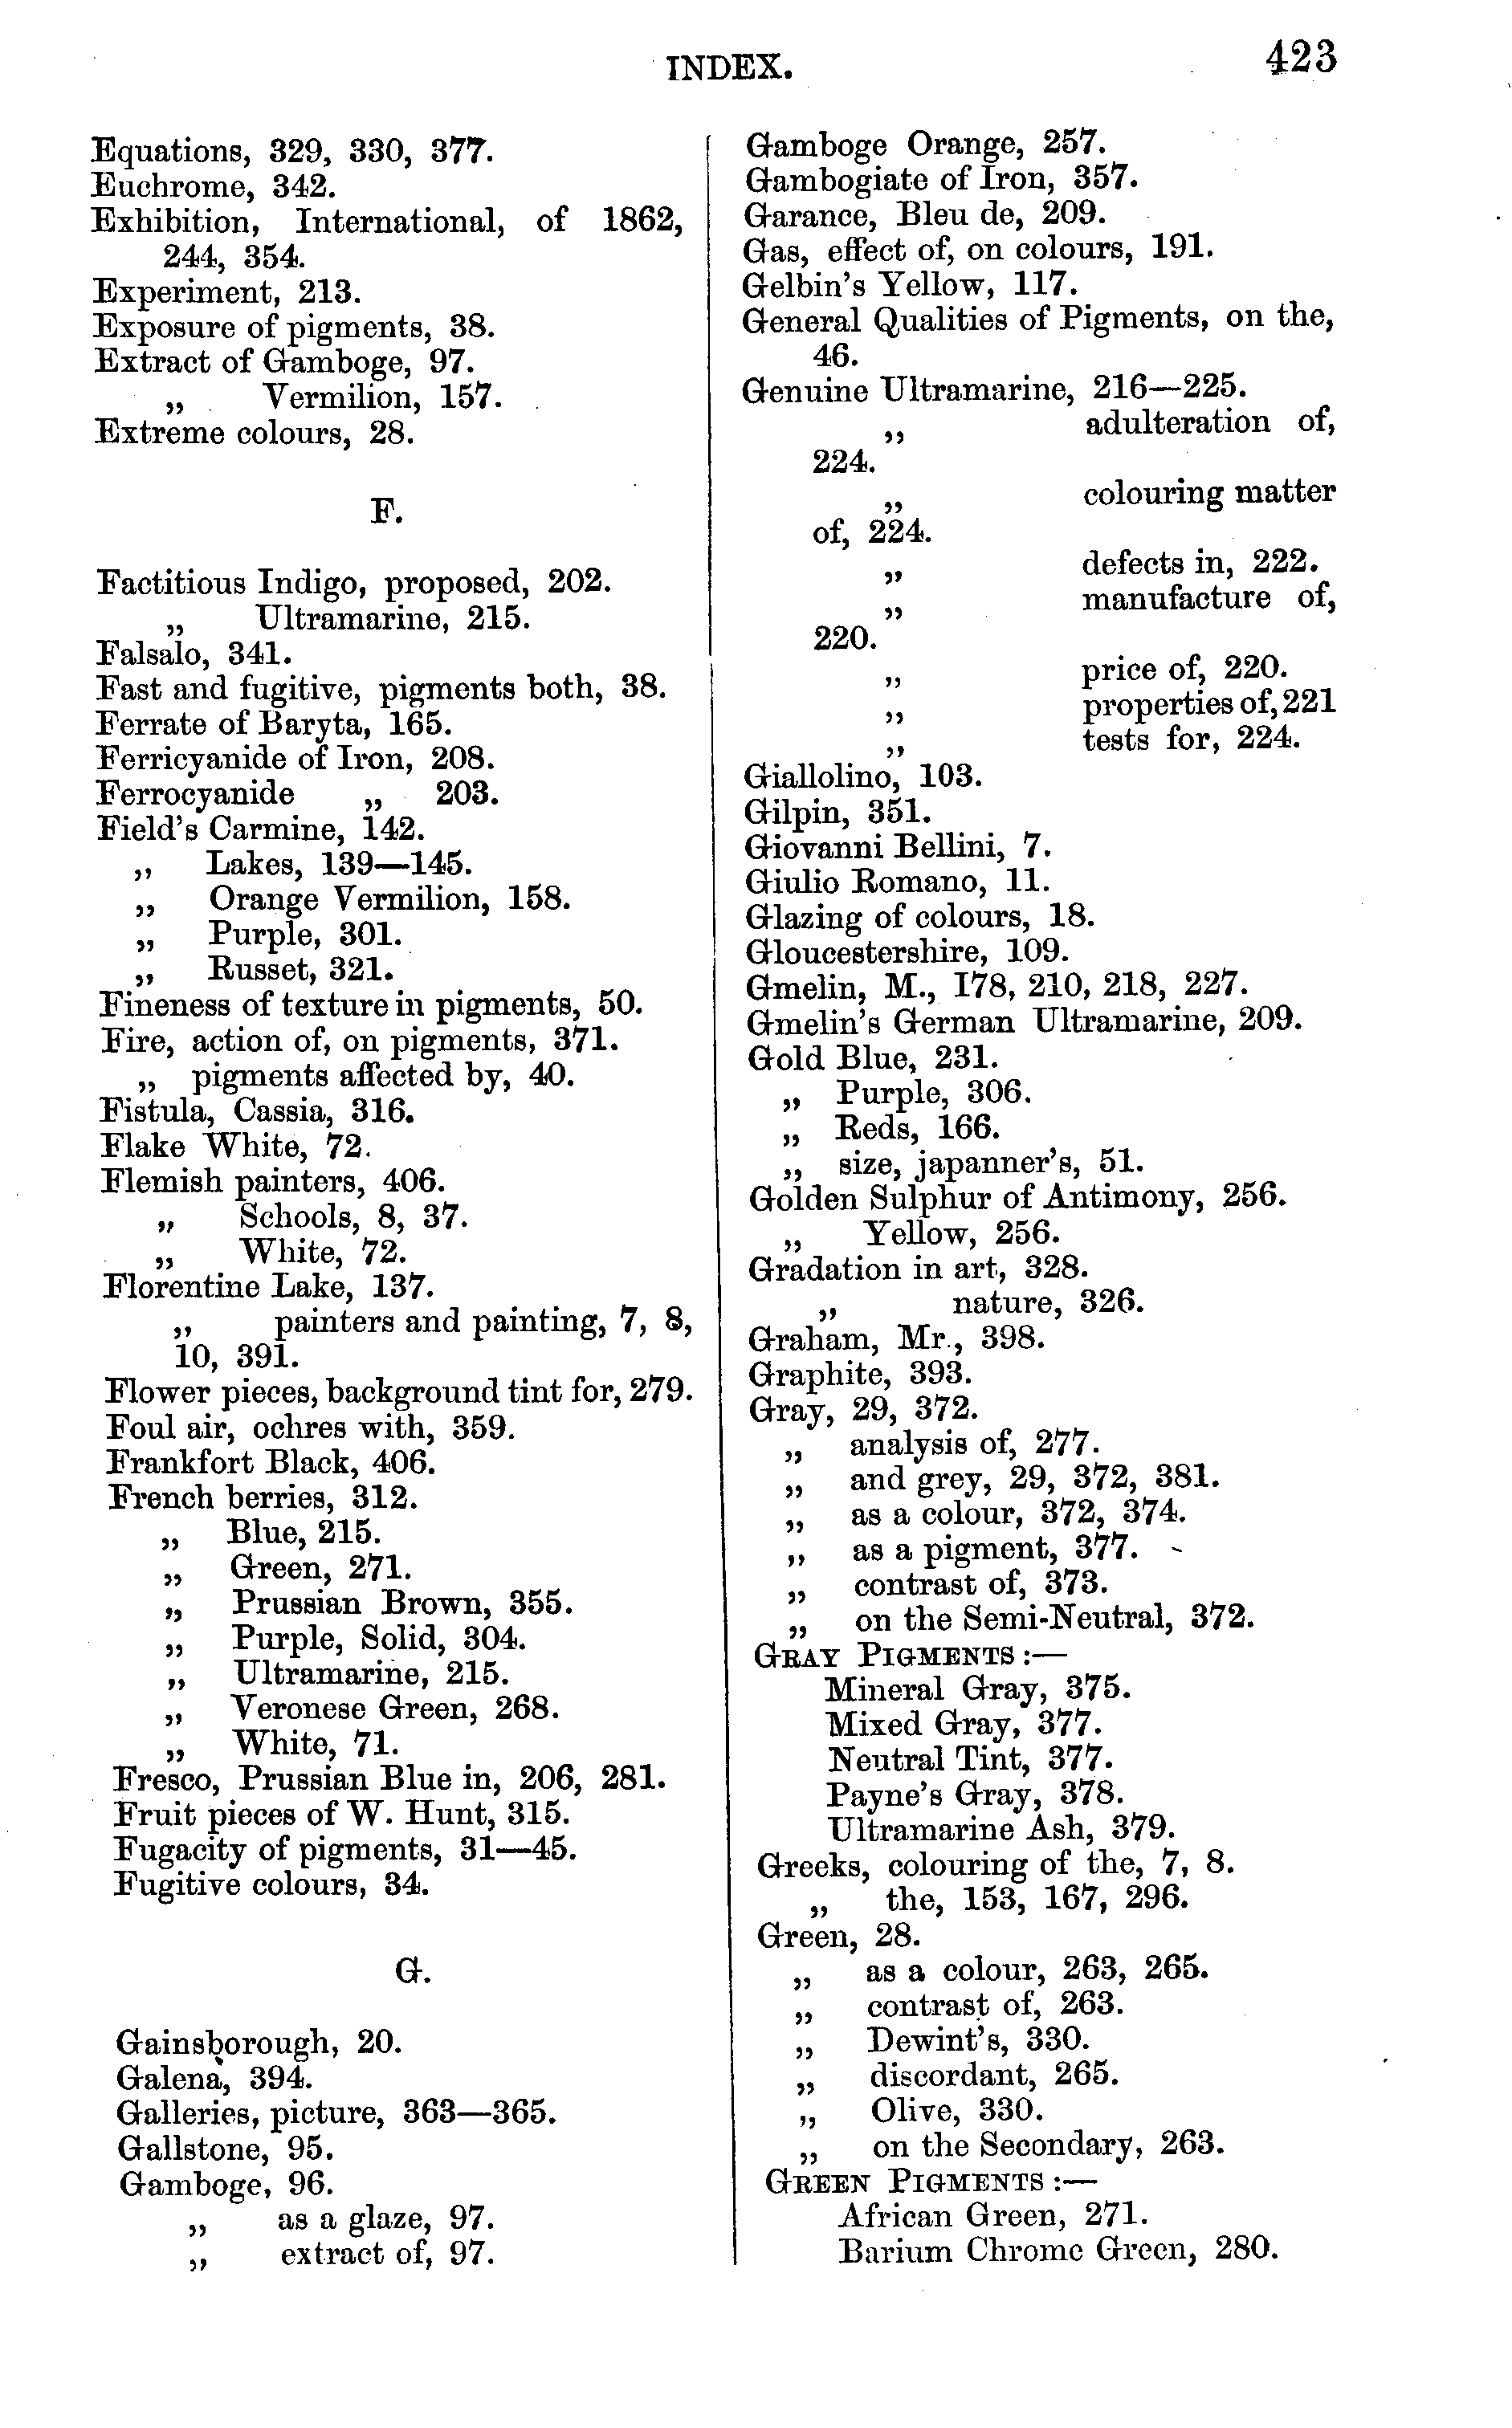 INDEX. 423
Equations, 329, 330, 377.
Euchrome, 342.
Exhibition, International, of 1862,
244, 354.
Experiment, 213.
Exposure of pigments, 38.
Extract of Gamboge, 97.
„ Vermilion, 157.
Extreme colours, 28.
F.
Factitious Indigo, proposed, 202.
„ Ultramarine, 215.
Falsalo, 341.
Fast and fugitive, pigments both, 38.
Ferrate of Baryta, 165.
Ferricyanide of Iron, 208.
Ferrocyanide „ 203.
Field's Carmine, 142.
„ Lakes, 139—145.
„ Orange Vermilion, 158.
„ Purple, 301.
„ Russet, 321.
Fineness of texture in pigments, 50.
Fire, action of, on pigments, 371.
„ pigments affected by, 40.
Fistula, Cassia, 316.
Flake White, 72.
Flemish painters, 406.
„ Schools, 8, 37.
„ White, 72.
Florentine Lake, 137.
„ painters and painting, 7, 8,
10, 391.
Flower pieces, background tint for, 279.
Foul air, ochres with, 359.
Frankfort Black, 406.
French berries, 312.
„ Blue, 215.
„ Green, 271.
„ Prussian Brown, 355.
„ Purple, Solid, 304.
„ Ultramarine, 215.
„ Veronese Green, 268.
„ White, 71.
Fresco, Prussian Blue in, 206, 281.
Fruit pieces of W. Hunt, 315.
Fugacity of pigments, 31—45.
Fugitive colours, 34.
G.
Gainsborough, 20.
Galena, 394.
Galleries, picture, 363—365.
Gallstone, 95.
Gamboge, 96.
„ as a glaze, 97.
„ extract of, 97.
Gamboge Orange, 257.
Gambogiate of Iron, 357.
Garance, Bleu de, 209.
Gas, effect of, on colours, 191.
Gelbin's Yellow, 117.
General Qualities of Pigments, on the,
46.
Genuine Ultramarine, 216—225.
„ adulteration of,
224.
„ colouring matter
of, 224.
„ defects in, 222.
„ manufacture of,
220.
„ price of, 220.
„ properties of, 221
„ tests for, 224.
Giallolino, 103.
Gilpin, 351.
Giovanni Bellini, 7.
Giulio Romano, 11.
Glazing of colours, 18.
Gloucestershire, 109.
Gmelin, M., I78, 210, 218, 227.
Gmelin's German Ultramarine, 209.
Gold Blue, 231.
„ Purple, 306.
„ Reds, 166.
„ size, japanner's, 51.
Golden Sulphur of Antimony, 256.
„ Yellow, 256.
Gradation in art, 328.
„ nature, 326.
Graham, Mr., 398.
Graphite, 393.
Gray, 29, 372.
„ analysis of, 277.
„ and grey, 29, 372, 381.
„ as a colour, 372, 374.
„ as a pigment, 377.
„ contrast of, 373.
„ on the Semi-Neutral, 372.
GRAY PIGMENTS :—
Mineral Gray, 375.
Mixed Gray, 377.
Neutral Tint, 377.
Payne's Gray, 378.
Ultramarine Ash, 379.
Greeks, colouring of the, 7, 8.
„ the, 153, 167, 296.
Green, 28.
„ as a colour, 263, 265.
„ contrast of, 263.
„ Dewint's, 330.
„ discordant, 265.
„ Olive, 330.
„ on the Secondary, 263.
GREEN PIGMENTS :—
African Green, 271.
Barium Chrome Green, 280.